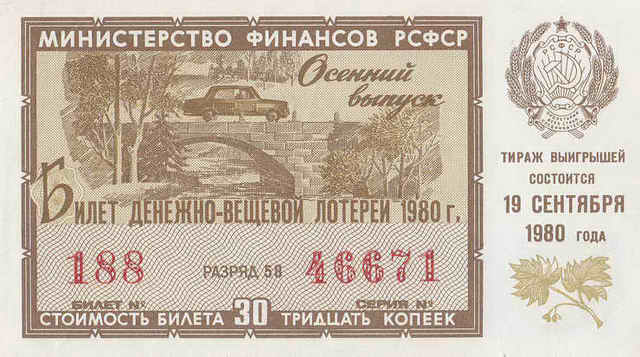 МИНИСТЕРСТВО ФИНАНСОВ РСФСР
Осенний
выпуск
БИЛЕТ ДЕНЕЖНО-ВЕЩЕВОЙ ЛОТЕРЕИ 1980 г.
188 РАЗРЯД 58 46671
БИЛЕТ № СЕРИЯ №
СТОИМОСТЬ БИЛЕТА 30 ТРИДЦАТЬ КОПЕЕК
РСФСР
ТИРАЖ ВЫИГРЫШЕЙ
СОСТОИТСЯ
19 СЕНТЯБРЯ
1980 ГОДА